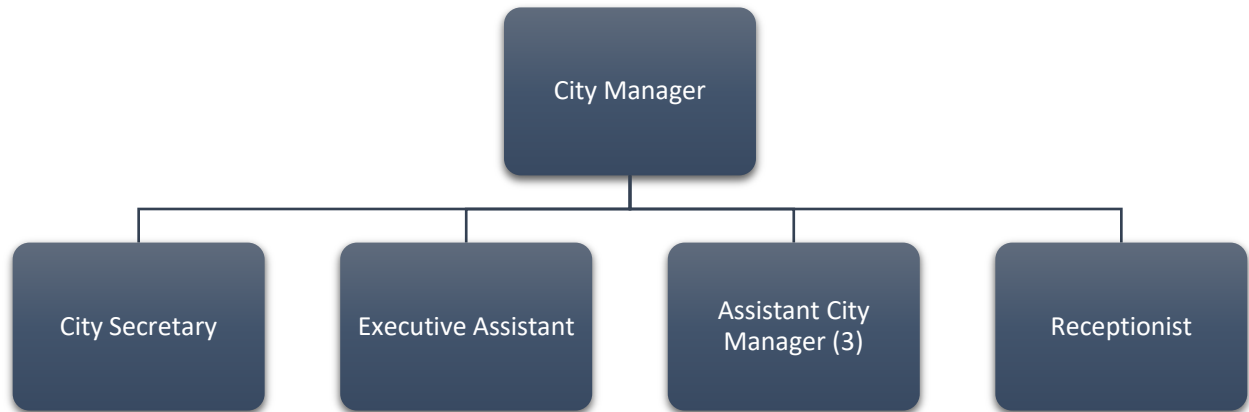 City Manager
City Secretary
Executive Assistant
Assistant City
Manager (3)
Receptionist